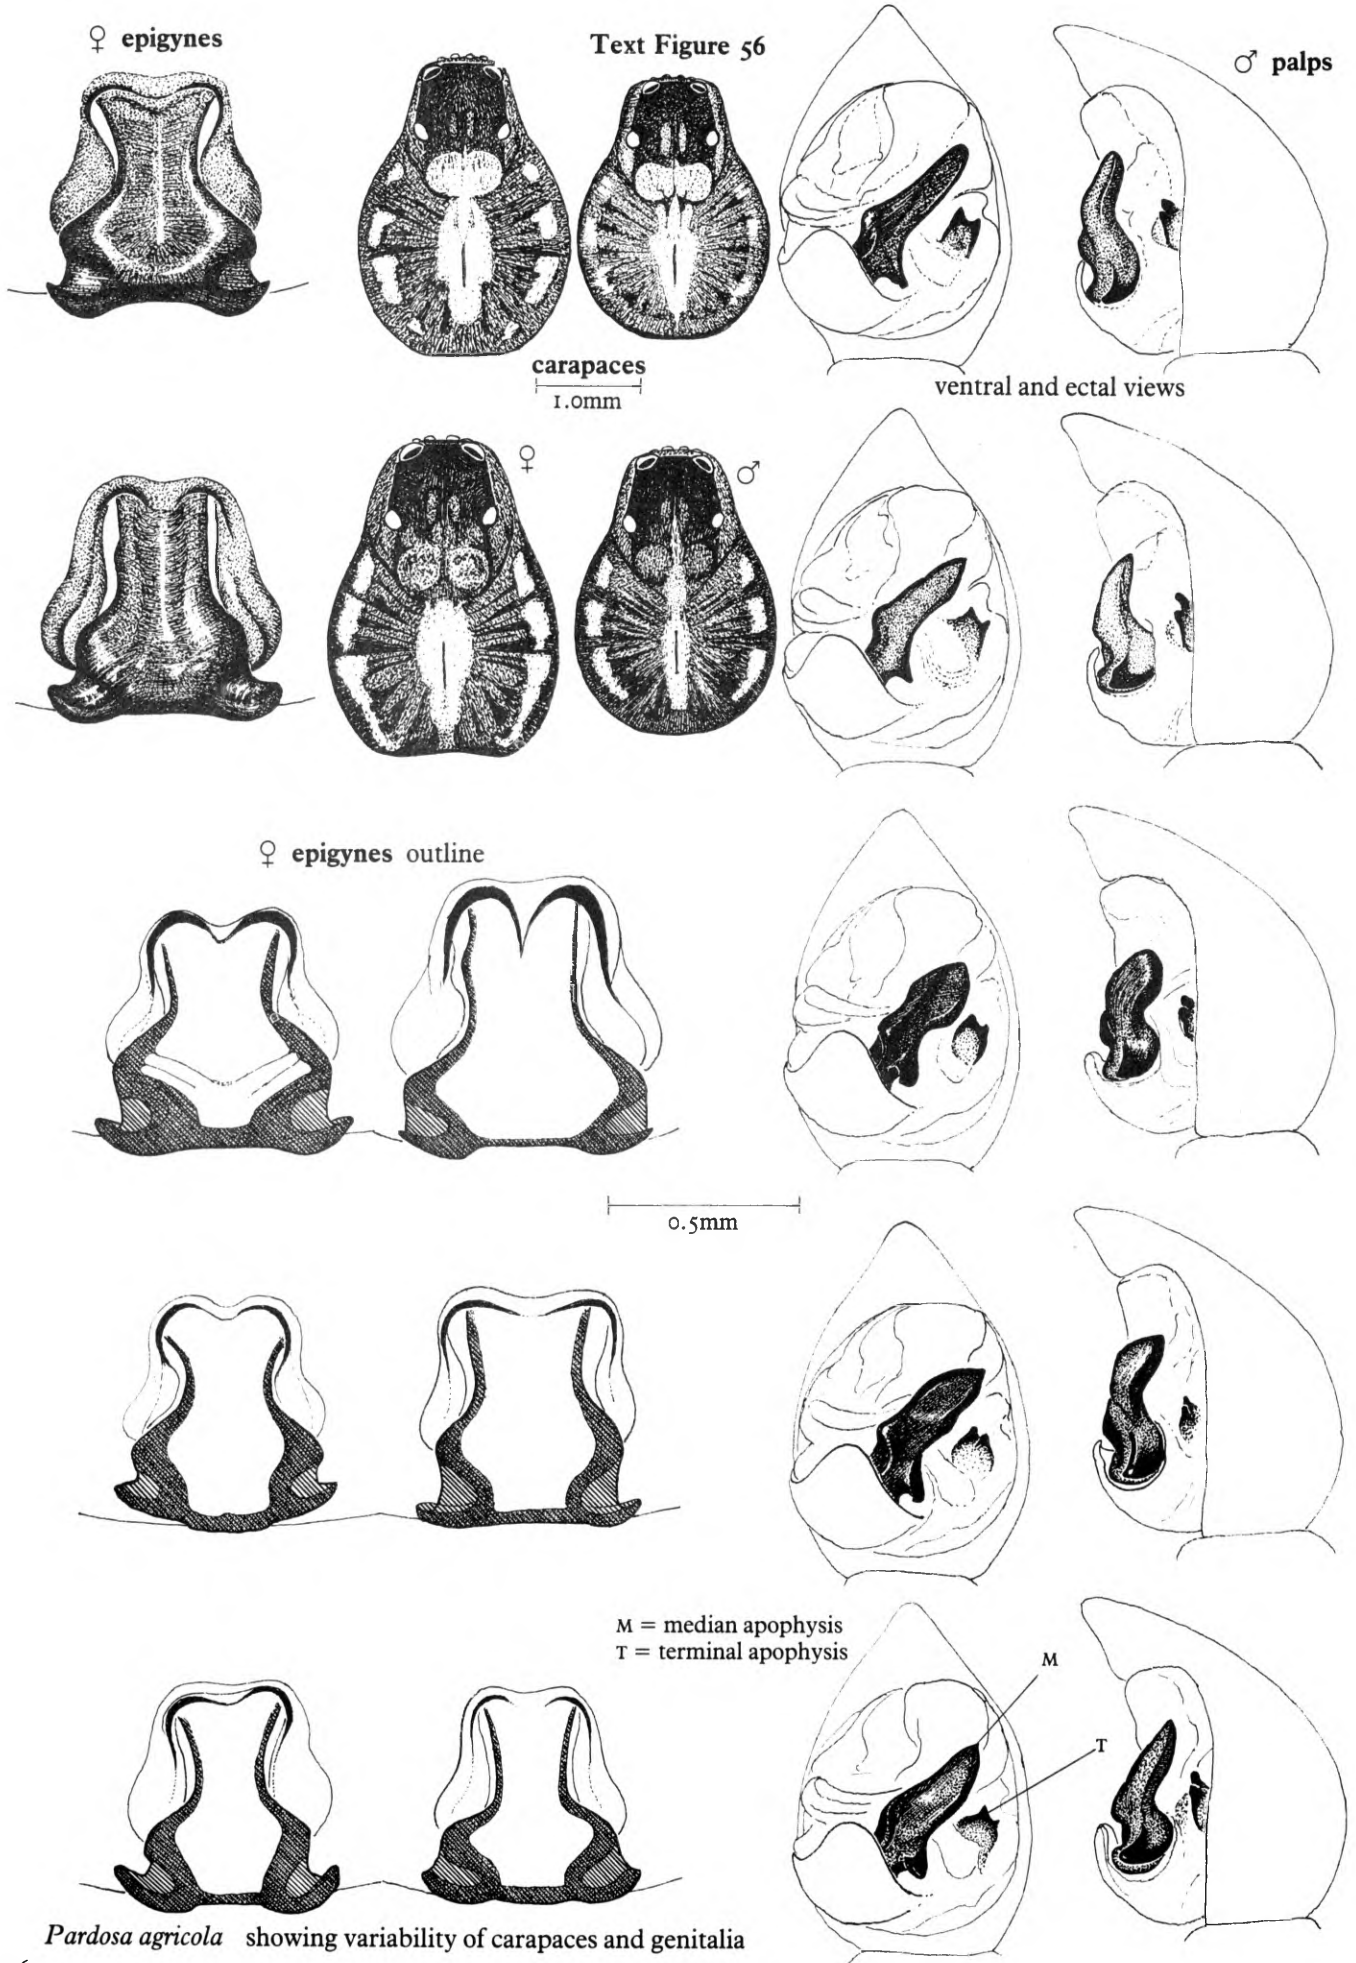 ♀ epigynes
Text Figure 56
♂ palps
carapaces
1.0mm
ventral and ectal views
♀
♂
♀ epigynes outline
0.5mm
M = median apophysis
T = terminal apophysis
M
T
Pardosa agricola showing variability of carapaces and genitalia